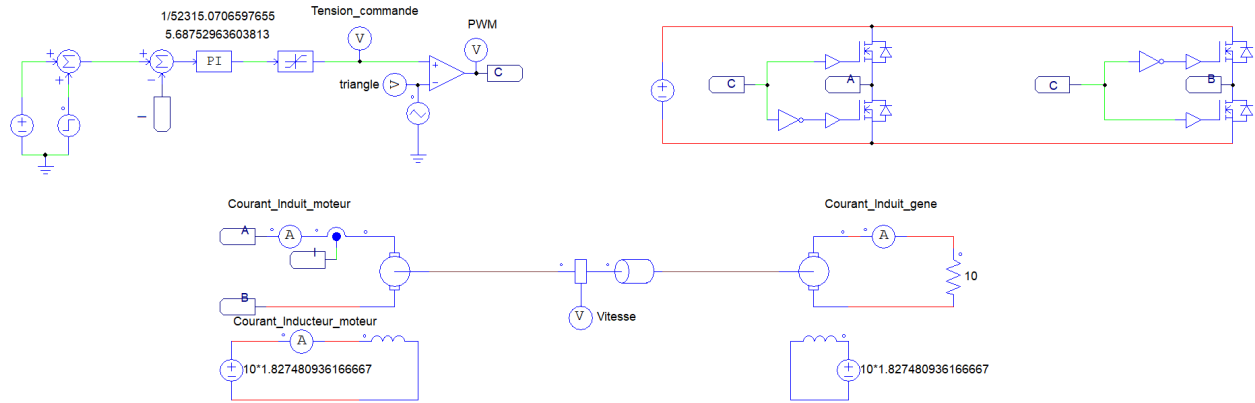 Tension_commande
1/52315.0706597655
5.68752963603813
PWM
V
V
PI
C
triangle
V
I
C
A
C
B
Courant_Induit_moteur
A
A
I
B
Courant_Inducteur_moteur
A
10*1.827480936166667
V
Vitesse
Courant_Induit_gene
A
10
10*1.827480936166667